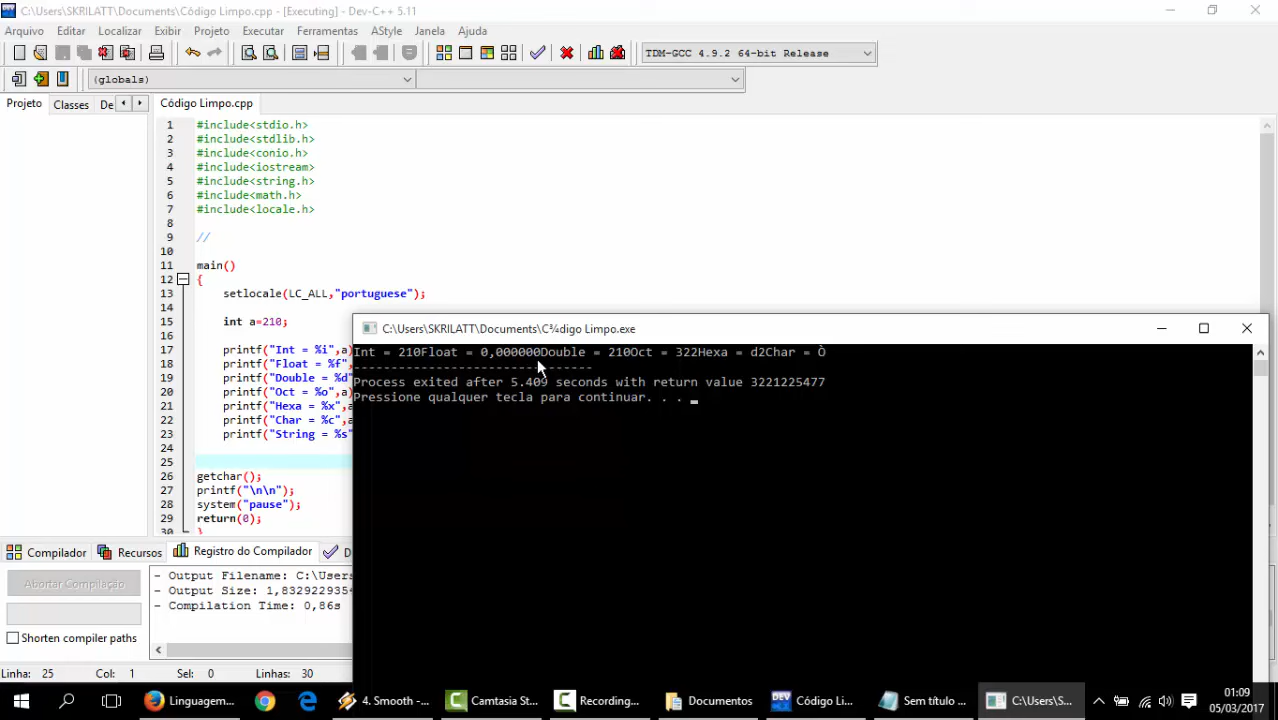 C:\Users\SKRILATT\Documents\Código Limpo.cpp - [Executing] - Dev-C++ 5.11
Arquivo Editar Localizar Exibir Projeto Executar Ferramentas AStyle Janela Ajuda
TDM-GCC 4.9.2 64-bit Release
(globals)
Projeto Classes De Código Limpo.cpp
1 #include<stdio.h>
2 #include<stdlib.h>
3 #include<conio.h>
4 #include<iostream>
5 #include<string.h>
6 #include<math.h>
7 #include<locale.h>
8
9 //
10
11 main()
12 {
13 setlocale(LC_ALL,"portuguese");
14
15 int a=210;
16
17 printf("Int = %i",a)
18 printf("Float = %f",
19 printf("Double = %d"
20 printf("Oct = %o",a)
21 printf("Hexa = %x",a
22 printf("Char = %c",a
23 printf("String = %s"
24
25
26 getchar();
27 printf("\n\n");
28 system("pause");
29 return(0);
30 }
C:\Users\SKRILATT\Documents\C¾digo Limpo.exe
Int = 210Float = 0,000000Double = 210Oct = 322Hexa = d2Char = Ò
--------------------------------
Process exited after 5.409 seconds with return value 3221225477
Pressione qualquer tecla para continuar. . .
Compilador Recursos Registro do Compilador D
Abortar Compilação
Shorten compiler paths
- Output Filename: C:\Users
- Output Size: 1,8329229354
- Compilation Time: 0,86s
Linha: 25 Col: 1 Sel: 0 Linhas: 30
Linguagem... 4. Smooth -... Camtasia St... Recording... Documentos Código Li... Sem título ... C:\Users\S...
01:09
05/03/2017